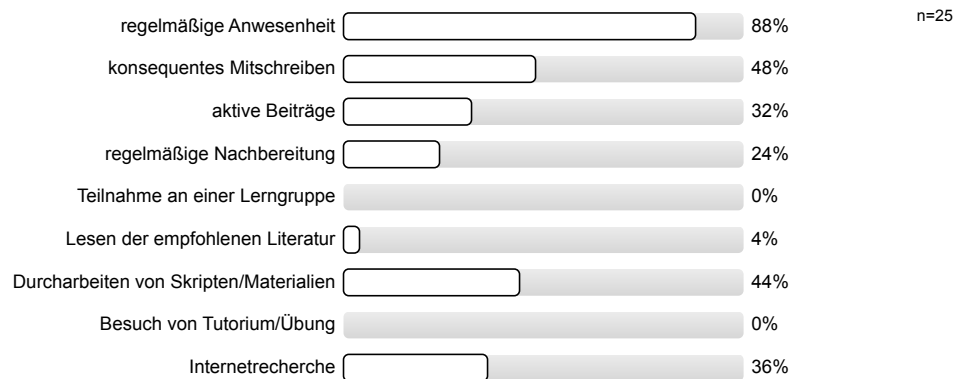 regelmäßige Anwesenheit 88% n=25
konsequentes Mitschreiben 48%
aktive Beiträge 32%
regelmäßige Nachbereitung 24%
Teilnahme an einer Lerngruppe 0%
Lesen der empfohlenen Literatur 4%
Durcharbeiten von Skripten/Materialien 44%
Besuch von Tutorium/Übung 0%
Internetrecherche 36%